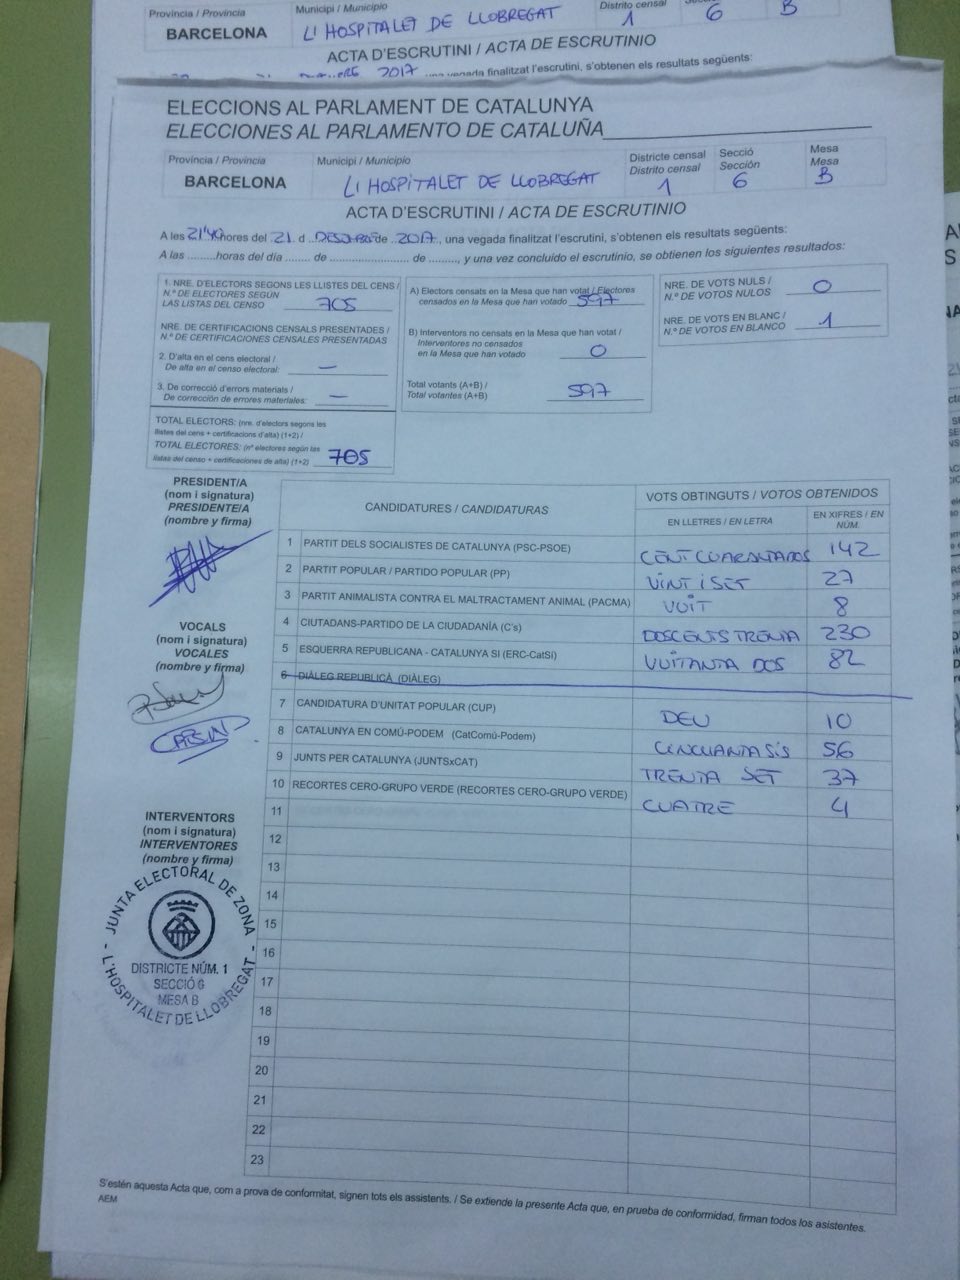 Província / Provincia
BARCELONA
Municipi / Municipio
L'HOSPITALET DE LLOBREGAT
Distrito censal
1
6
B
ACTA D'ESCRUTINI / ACTA DE ESCRUTINIO
2017 una vegada finalitzat l'escrutini, s'obtenen els resultats següents:
ELECCIONS AL PARLAMENT DE CATALUNYA
ELECCIONES AL PARLAMENTO DE CATALUÑA
Província / Provincia
BARCELONA
Municipi / Municipio
L'HOSPITALET DE LLOBREGAT
Districte censal
Distrito censal
1
Secció
Sección
6
Mesa
Mesa
B
ACTA D'ESCRUTINI / ACTA DE ESCRUTINIO
A les 21'40 hores del 21 d de 2017, una vegada finalitzat l'escrutini, s'obtenen els resultats següents:
A las ......... horas del día ....... de .......................... de ........., y una vez concluido el escrutinio, se obtienen los siguientes resultados:
1. NRE. D'ELECTORS SEGONS LES LLISTES DEL CENS /
N.º DE ELECTORES SEGÚN
LAS LISTAS DEL CENSO 705
NRE. DE CERTIFICACIONS CENSALS PRESENTADES /
N.º DE CERTIFICACIONES CENSALES PRESENTADAS
2. D'alta en el cens electoral /
De alta en el censo electoral: —
3. De correcció d'errors materials /
De corrección de errores materiales: —
TOTAL ELECTORS: (nre. d'electors segons les
llistes del cens + certificacions d'alta) (1+2) /
TOTAL ELECTORES: (nº electores según las
listas del censo + certificaciones de alta) (1+2) 705
A) Electors censats en la Mesa que han votat / Electores
censados en la Mesa que han votado 597
B) Interventors no censats en la Mesa que han votat /
Interventores no censados
en la Mesa que han votado 0
Total votants (A+B) /
Total votantes (A+B) 597
NRE. DE VOTS NULS /
N.º DE VOTOS NULOS 0
NRE. DE VOTS EN BLANC /
N.º DE VOTOS EN BLANCO 1
PRESIDENT/A
(nom i signatura)
PRESIDENTE/A
(nombre y firma)
VOCALS
(nom i signatura)
VOCALES
(nombre y firma)
INTERVENTORS
(nom i signatura)
INTERVENTORES
(nombre y firma)
JUNTA ELECTORAL DE ZONA
- L'HOSPITALET DE LLOBREGAT -
DISTRICTE NÚM. 1
SECCIÓ 6
MESA B
CANDIDATURES / CANDIDATURAS
VOTS OBTINGUTS / VOTOS OBTENIDOS
EN LLETRES / EN LETRA
EN XIFRES / EN NÚM.
1 PARTIT DELS SOCIALISTES DE CATALUNYA (PSC-PSOE) CENT CUARANTADOS 142
2 PARTIT POPULAR / PARTIDO POPULAR (PP) VINT I SET 27
3 PARTIT ANIMALISTA CONTRA EL MALTRACTAMENT ANIMAL (PACMA) VUIT 8
4 CIUTADANS-PARTIDO DE LA CIUDADANÍA (C's) DOSCENTS TRENTA 230
5 ESQUERRA REPUBLICANA - CATALUNYA SI (ERC-CatSí) VUITANTA DOS 82
6 DIÀLEG REPUBLICÀ (DIÀLEG)
7 CANDIDATURA D'UNITAT POPULAR (CUP) DEU 10
8 CATALUNYA EN COMÚ-PODEM (CatComú-Podem) CINCUANTASIS 56
9 JUNTS PER CATALUNYA (JUNTSxCAT) TRENTA SET 37
10 RECORTES CERO-GRUPO VERDE (RECORTES CERO-GRUPO VERDE) CUATRE 4
11
12
13
14
15
16
17
18
19
20
21
22
23
S'estén aquesta Acta que, com a prova de conformitat, signen tots els assistents. / Se extiende la presente Acta que, en prueba de conformidad, firman todos los asistentes.
AEM